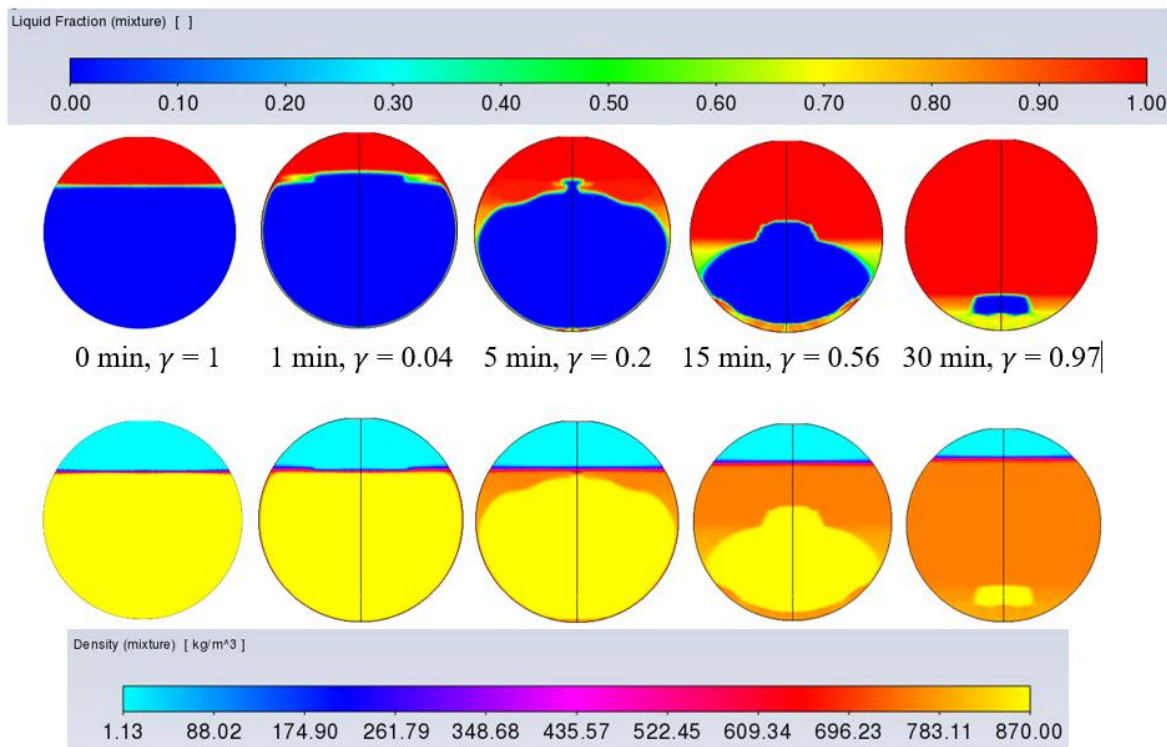 Liquid Fraction (mixture) [ ]
0.00 0.10 0.20 0.30 0.40 0.50 0.60 0.70 0.80 0.90 1.00
0 min, γ = 1 1 min, γ = 0.04 5 min, γ = 0.2 15 min, γ = 0.56 30 min, γ = 0.97
Density (mixture) [ kg/m^3 ]
1.13 88.02 174.90 261.79 348.68 435.57 522.45 609.34 696.23 783.11 870.00